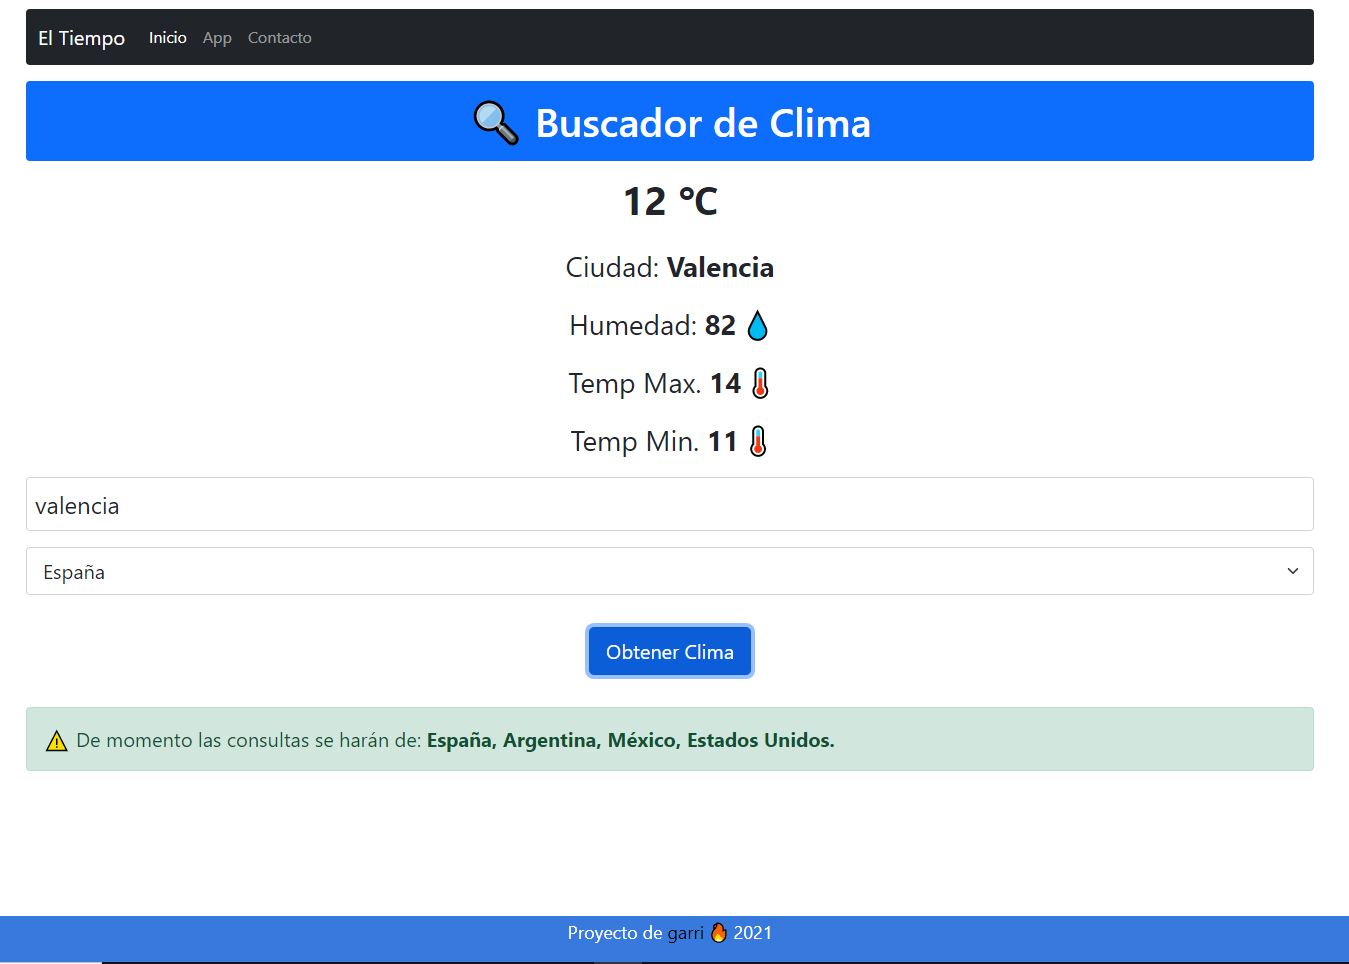 El Tiempo Inicio App Contacto
🔍 Buscador de Clima
12 ºC
Ciudad: Valencia
Humedad: 82 💧
Temp Max. 14 🌡️
Temp Min. 11 🌡️
valencia
España
Obtener Clima
⚠️ De momento las consultas se harán de: España, Argentina, México, Estados Unidos.
Proyecto de garri 🔥 2021